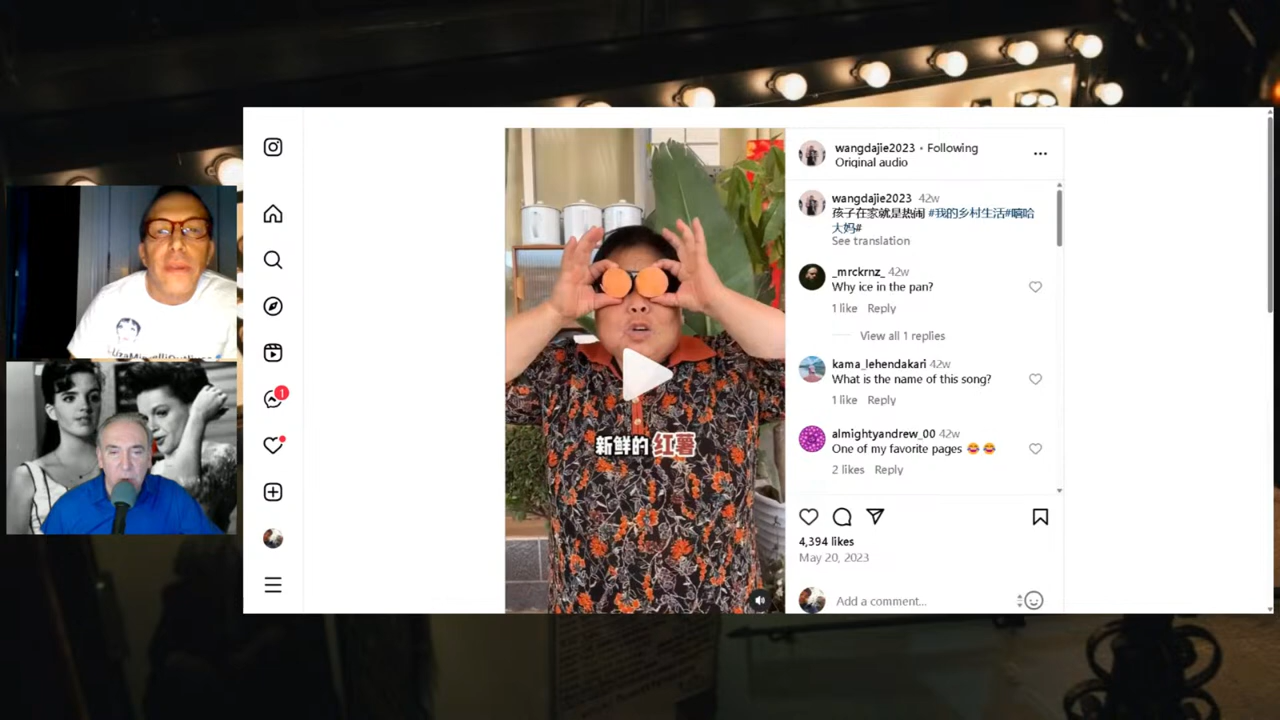 1
新鲜的红薯
wangdajie2023 • Following
Original audio
wangdajie2023 42w
孩子在家就是热闹 #我的乡村生活#嘻哈
大妈#
See translation
_mrckrnz_ 42w
Why ice in the pan?
1 like Reply
View all 1 replies
kama_lehendakari 42w
What is the name of this song?
1 like Reply
almightyandrew_00 42w
One of my favorite pages 😂 😂
2 likes Reply
4,394 likes
May 20, 2023
Add a comment...